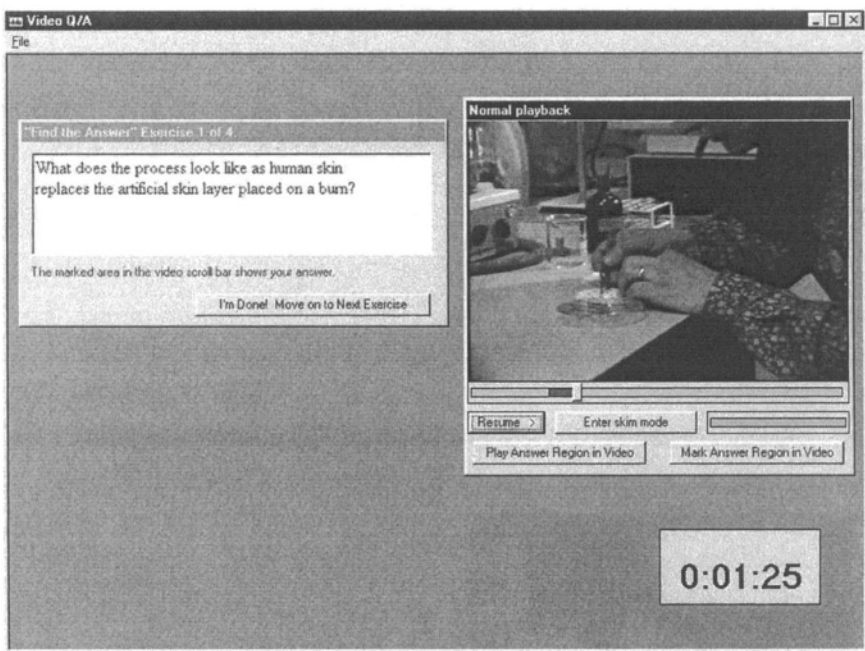 Video Q/A
File
"Find the Answer" Exercise 1 of 4
What does the process look like as human skin
replaces the artificial skin layer placed on a burn?
The marked area in the video scroll bar shows your answer.
I'm Done! Move on to Next Exercise
Normal playback
Resume >
Enter skim mode
Play Answer Region in Video
Mark Answer Region in Video
0:01:25